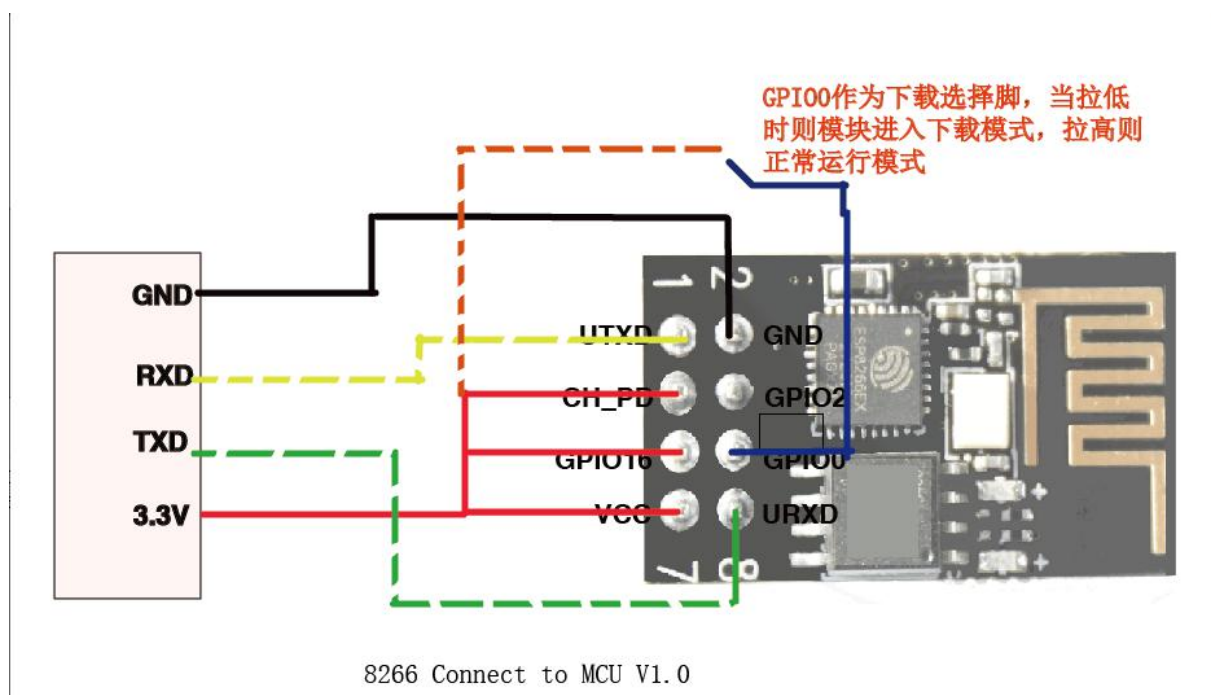 GPIO0作为下载选择脚，当拉低
时则模块进入下载模式，拉高则
正常运行模式
1 2
GND
UTXD
GND
RXD
CH_PD
GPIO2
TXD
GPIO16
GPIO0
3.3V
VCC
URXD
7 8
ESP8266EX
8266 Connect to MCU V1.0